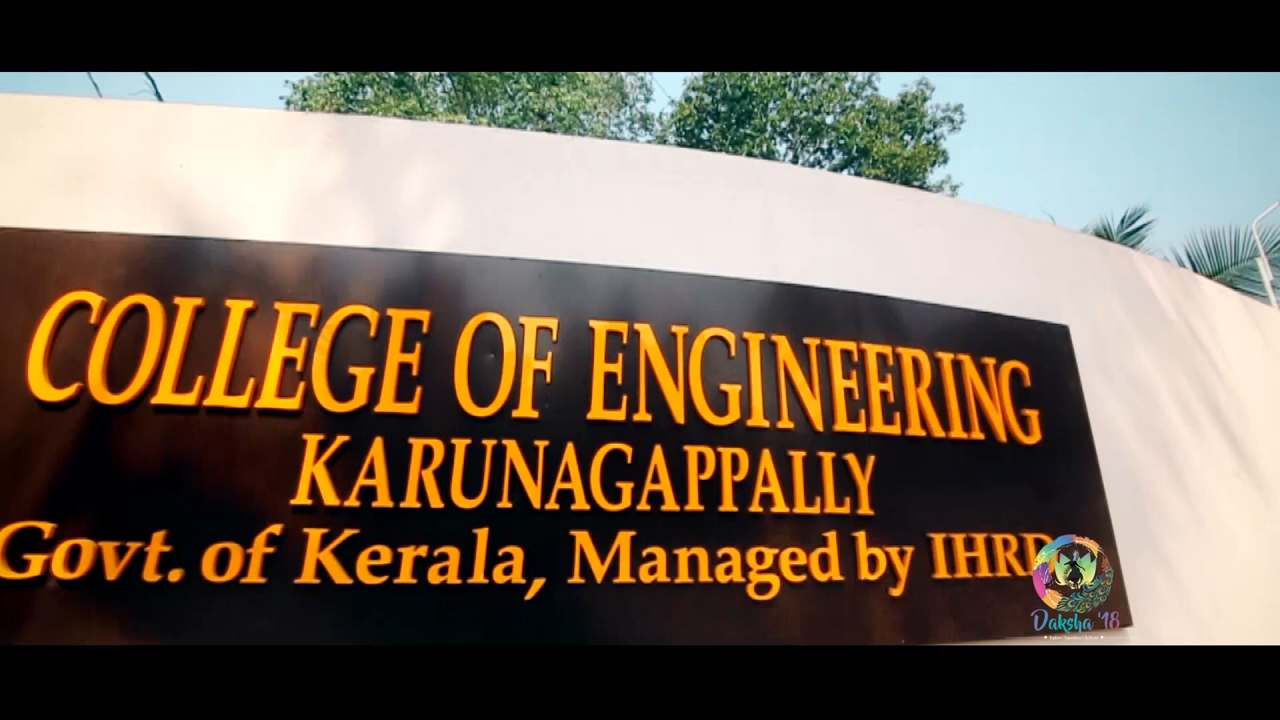 COLLEGE OF ENGINEERING
KARUNAGAPPALLY
Govt. of Kerala, Managed by IHRD
Daksha '18